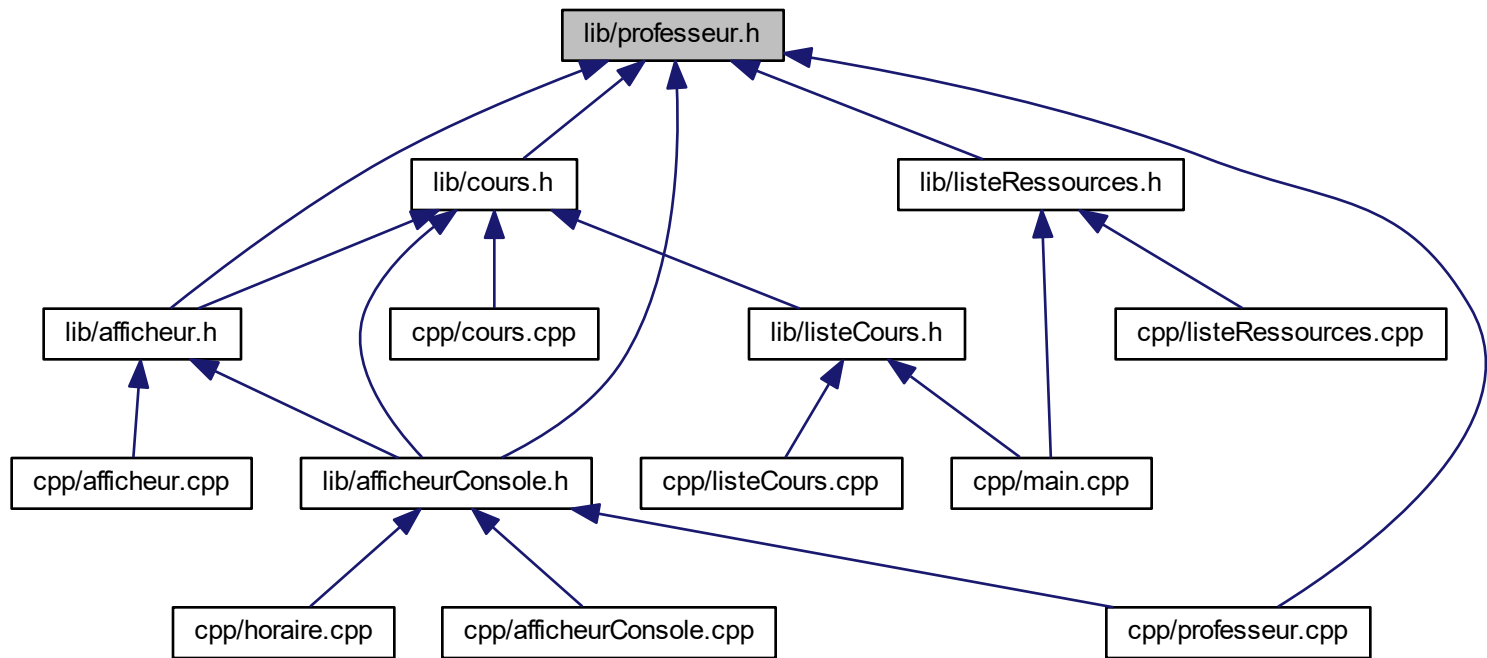 lib/professeur.h
lib/cours.h
lib/listeRessources.h
lib/afficheur.h
cpp/cours.cpp
lib/listeCours.h
cpp/listeRessources.cpp
cpp/afficheur.cpp
lib/afficheurConsole.h
cpp/listeCours.cpp
cpp/main.cpp
cpp/horaire.cpp
cpp/afficheurConsole.cpp
cpp/professeur.cpp